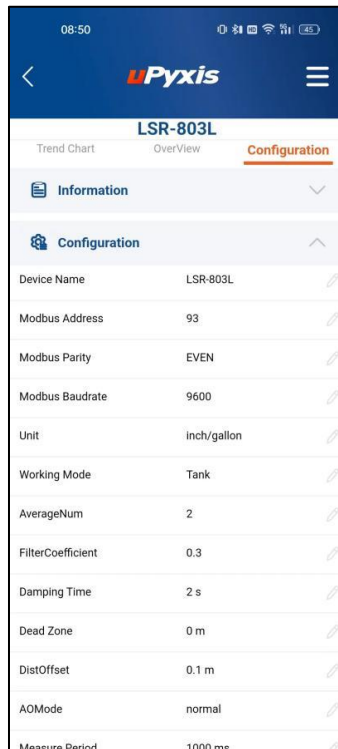 08:50
45
uPyxis
LSR-803L
Trend Chart OverView Configuration
Information
Configuration
Device Name LSR-803L
Modbus Address 93
Modbus Parity EVEN
Modbus Baudrate 9600
Unit inch/gallon
Working Mode Tank
AverageNum 2
FilterCoefficient 0.3
Damping Time 2 s
Dead Zone 0 m
DistOffset 0.1 m
AOMode normal
Measure Period 1000 ms